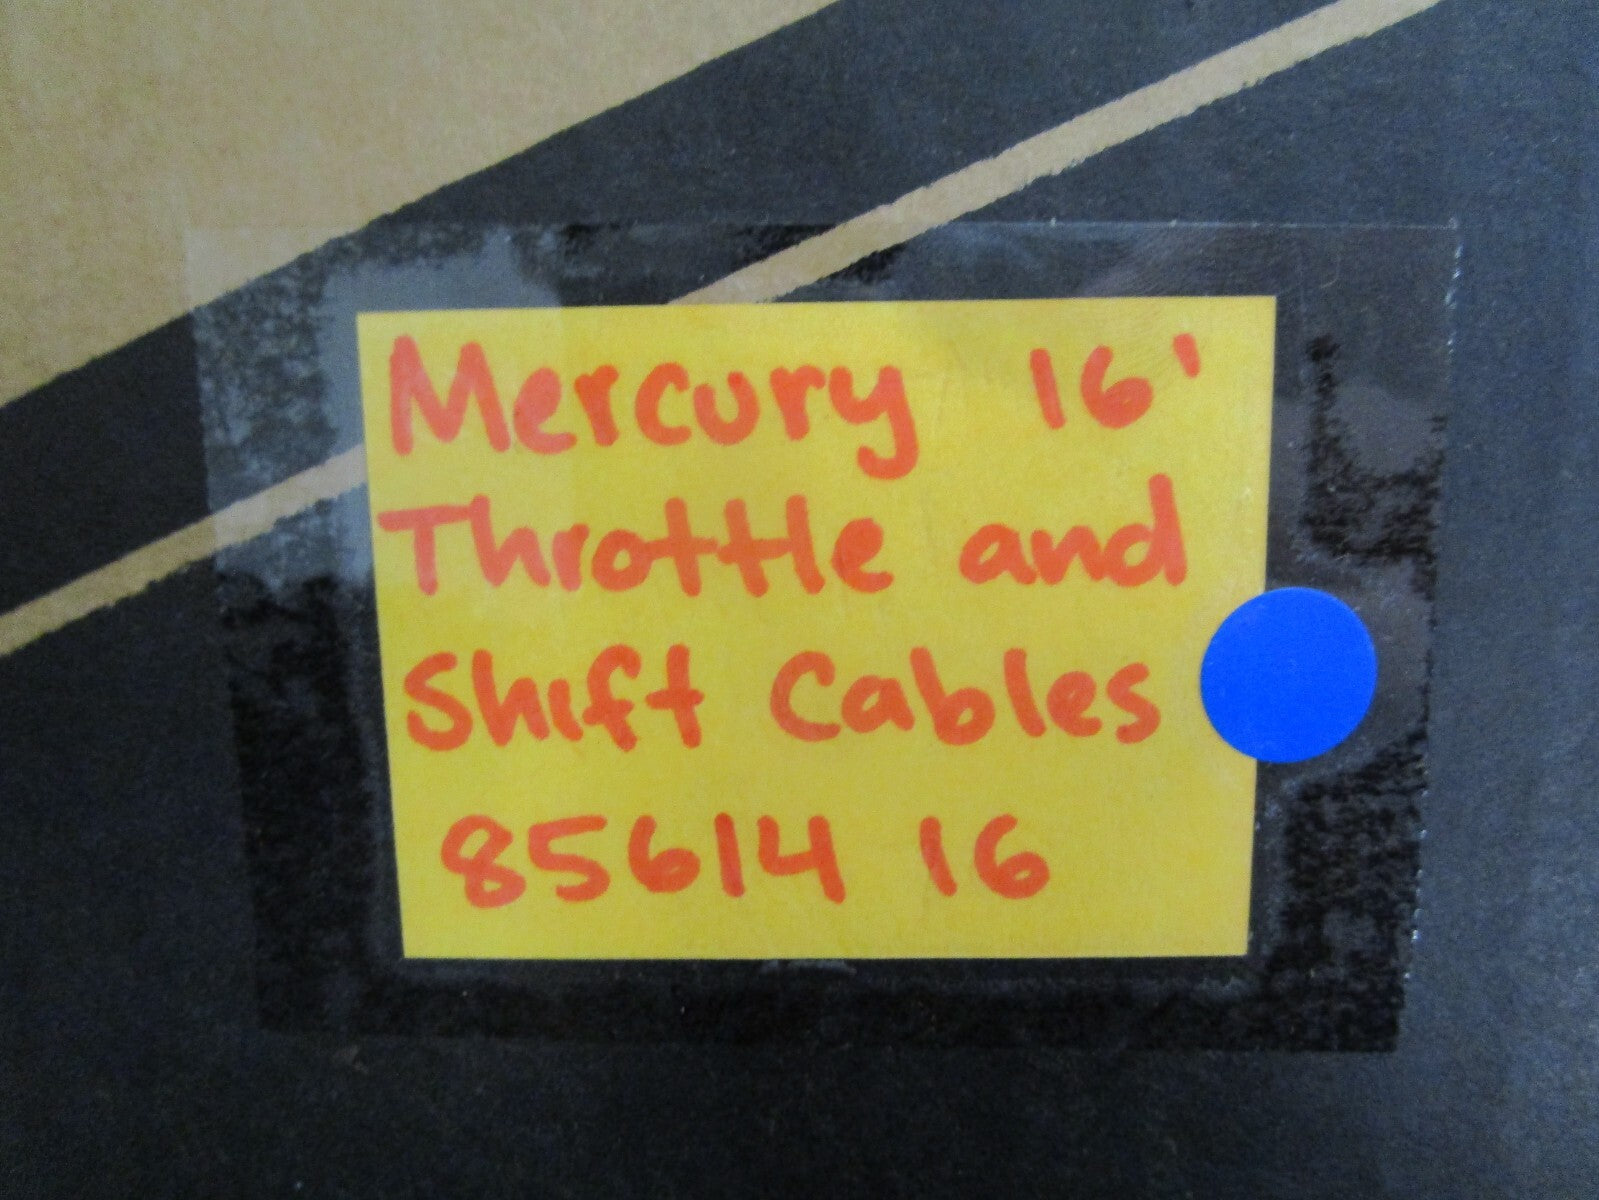 Mercury 16'
Throttle and
Shift Cables
85614 16